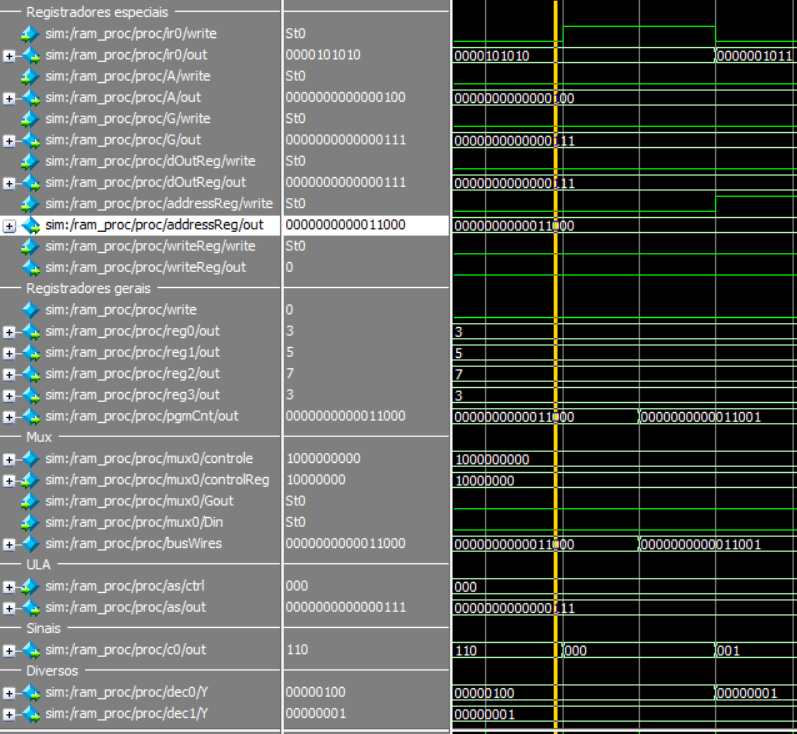 Registradores especiais
sim:/ram_proc/proc/ir0/write St0
sim:/ram_proc/proc/ir0/out 0000101010 0000101010 0000001011
sim:/ram_proc/proc/A/write St0
sim:/ram_proc/proc/A/out 0000000000000100 0000000000000100
sim:/ram_proc/proc/G/write St0
sim:/ram_proc/proc/G/out 0000000000000111 0000000000000111
sim:/ram_proc/proc/dOutReg/write St0
sim:/ram_proc/proc/dOutReg/out 0000000000000111 0000000000000111
sim:/ram_proc/proc/addressReg/write St0
sim:/ram_proc/proc/addressReg/out 0000000000011000 0000000000011000
sim:/ram_proc/proc/writeReg/write St0
sim:/ram_proc/proc/writeReg/out 0
Registradores gerais
sim:/ram_proc/proc/write 0
sim:/ram_proc/proc/reg0/out 3 3
sim:/ram_proc/proc/reg1/out 5 5
sim:/ram_proc/proc/reg2/out 7 7
sim:/ram_proc/proc/reg3/out 3 3
sim:/ram_proc/proc/pgmCnt/out 0000000000011000 0000000000011000 0000000000011001
Mux
sim:/ram_proc/proc/mux0/controle 1000000000 1000000000
sim:/ram_proc/proc/mux0/controlReg 10000000 10000000
sim:/ram_proc/proc/mux0/Gout St0
sim:/ram_proc/proc/mux0/Din St0
sim:/ram_proc/proc/busWires 0000000000011000 0000000000011000 0000000000011001
ULA
sim:/ram_proc/proc/as/ctrl 000 000
sim:/ram_proc/proc/as/out 0000000000000111 0000000000000111
Sinais
sim:/ram_proc/proc/c0/out 110 110 000 001
Diversos
sim:/ram_proc/proc/dec0/Y 00000100 00000100 00000001
sim:/ram_proc/proc/dec1/Y 00000001 00000001